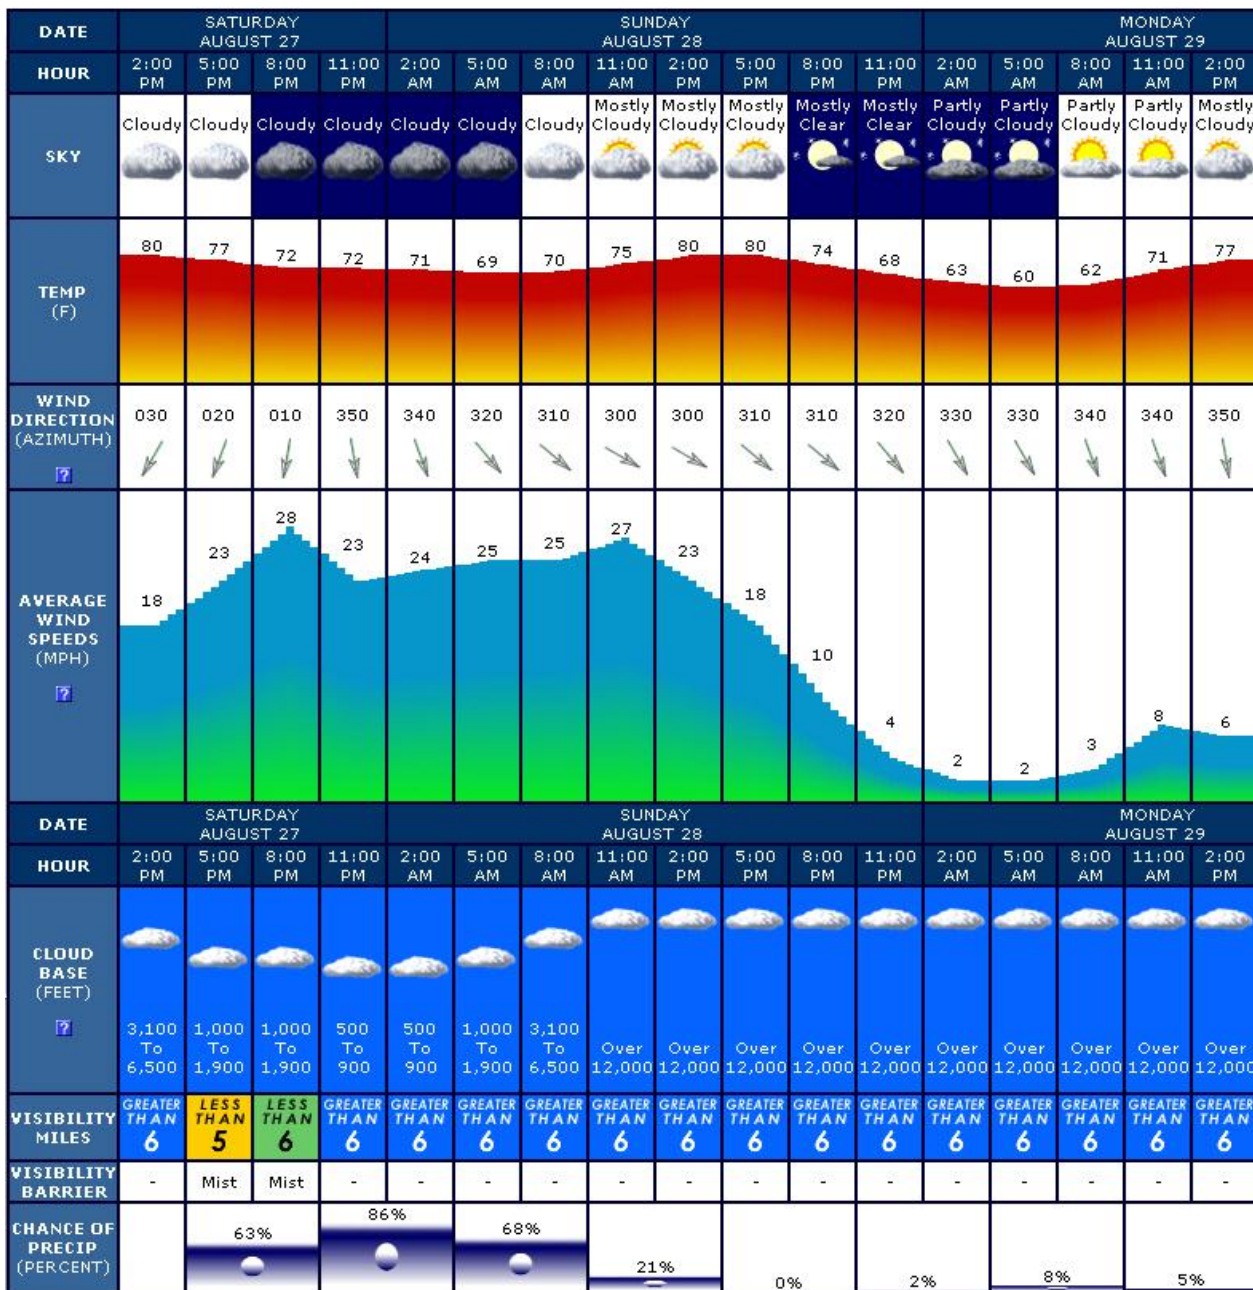 DATE
SATURDAY
AUGUST 27
SUNDAY
AUGUST 28
MONDAY
AUGUST 29
HOUR
2:00 5:00 8:00 11:00 2:00 5:00 8:00 11:00 2:00 5:00 8:00 11:00 2:00 5:00 8:00 11:00 2:00
PM PM PM PM AM AM AM AM PM PM PM PM AM AM AM AM PM
SKY
Cloudy Cloudy Cloudy Cloudy Cloudy Cloudy Cloudy Mostly Mostly Mostly Mostly Mostly Partly Partly Partly Partly Mostly
Cloudy Cloudy Cloudy Clear Clear Cloudy Cloudy Cloudy Cloudy Cloudy
TEMP
(F)
80 77 72 72 71 69 70 75 80 80 74 68 63 60 62 71 77
WIND
DIRECTION
(AZIMUTH)
?
030 020 010 350 340 320 310 300 300 310 310 320 330 330 340 340 350
AVERAGE
WIND
SPEEDS
(MPH)
?
18 23 28 23 24 25 25 27 23 18 10 4 2 2 3 8 6
DATE
SATURDAY
AUGUST 27
SUNDAY
AUGUST 28
MONDAY
AUGUST 29
HOUR
2:00 5:00 8:00 11:00 2:00 5:00 8:00 11:00 2:00 5:00 8:00 11:00 2:00 5:00 8:00 11:00 2:00
PM PM PM PM AM AM AM AM PM PM PM PM AM AM AM AM PM
CLOUD
BASE
(FEET)
?
3,100 1,000 1,000 500 500 1,000 3,100
To To To To To To To Over Over Over Over Over Over Over Over Over Over
6,500 1,900 1,900 900 900 1,900 6,500 12,000 12,000 12,000 12,000 12,000 12,000 12,000 12,000 12,000 12,000
VISIBILITY
MILES
GREATER LESS LESS GREATER GREATER GREATER GREATER GREATER GREATER GREATER GREATER GREATER GREATER GREATER GREATER GREATER GREATER
THAN THAN THAN THAN THAN THAN THAN THAN THAN THAN THAN THAN THAN THAN THAN THAN THAN
6 5 6 6 6 6 6 6 6 6 6 6 6 6 6 6 6
VISIBILITY
BARRIER
- Mist Mist - - - - - - - - - - - - - -
CHANCE OF
PRECIP
(PERCENT)
63% 86% 68% 21% 0% 2% 8% 5%